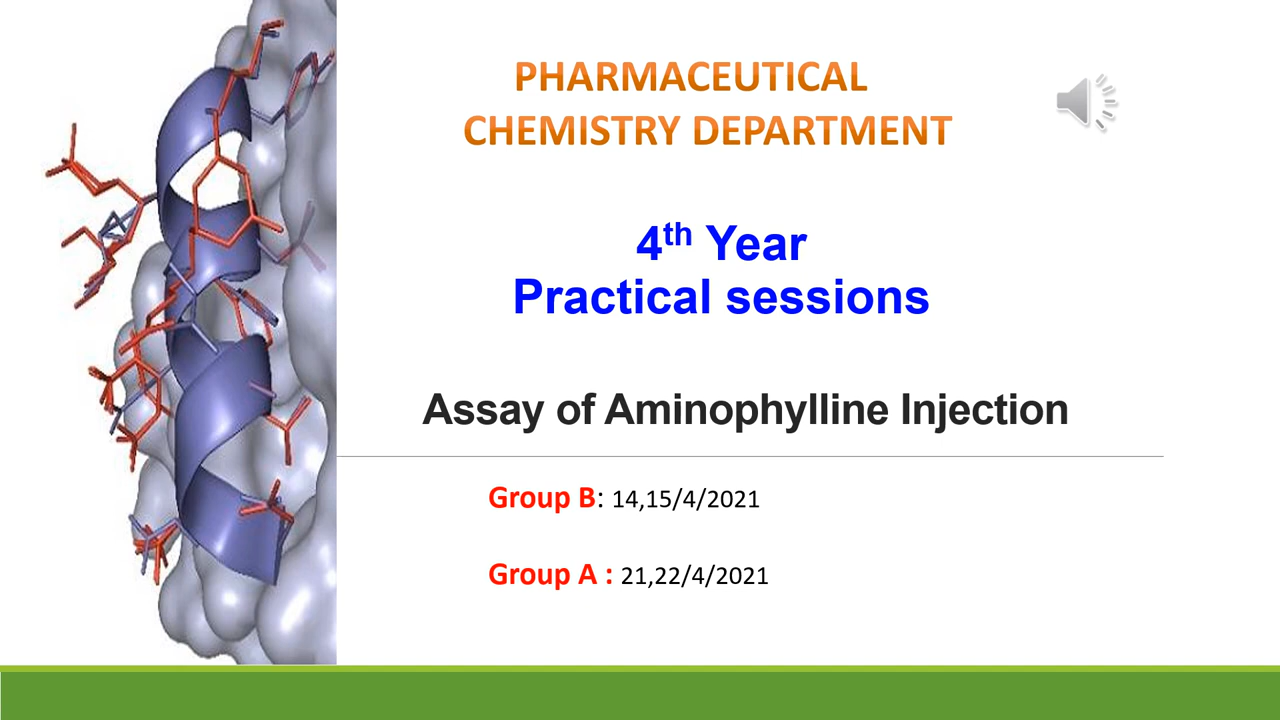 PHARMACEUTICAL
CHEMISTRY DEPARTMENT
4th Year
Practical sessions
Assay of Aminophylline Injection
Group B: 14,15/4/2021
Group A : 21,22/4/2021